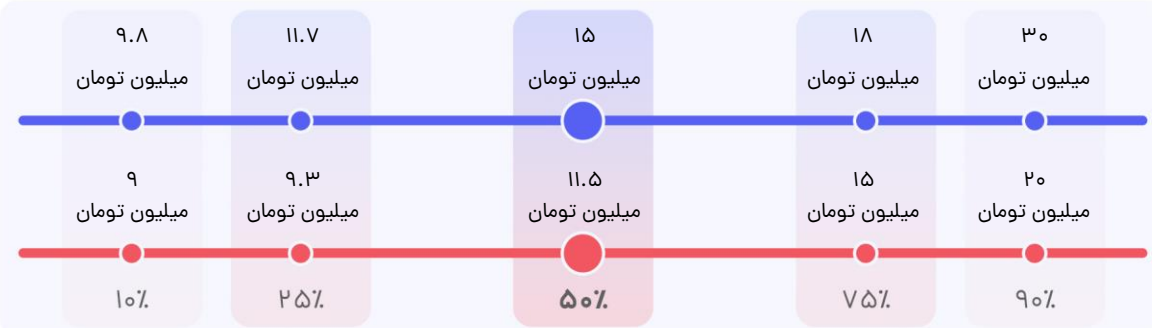 ۹.۸ ۱۱.۷ ۱۵ ۱۸ ۳۰
میلیون تومان میلیون تومان میلیون تومان میلیون تومان میلیون تومان
۹ ۹.۳ ۱۱.۵ ۱۵ ۲۰
میلیون تومان میلیون تومان میلیون تومان میلیون تومان میلیون تومان
۱۰٪ ۲۵٪ ۵۰٪ ۷۵٪ ۹۰٪